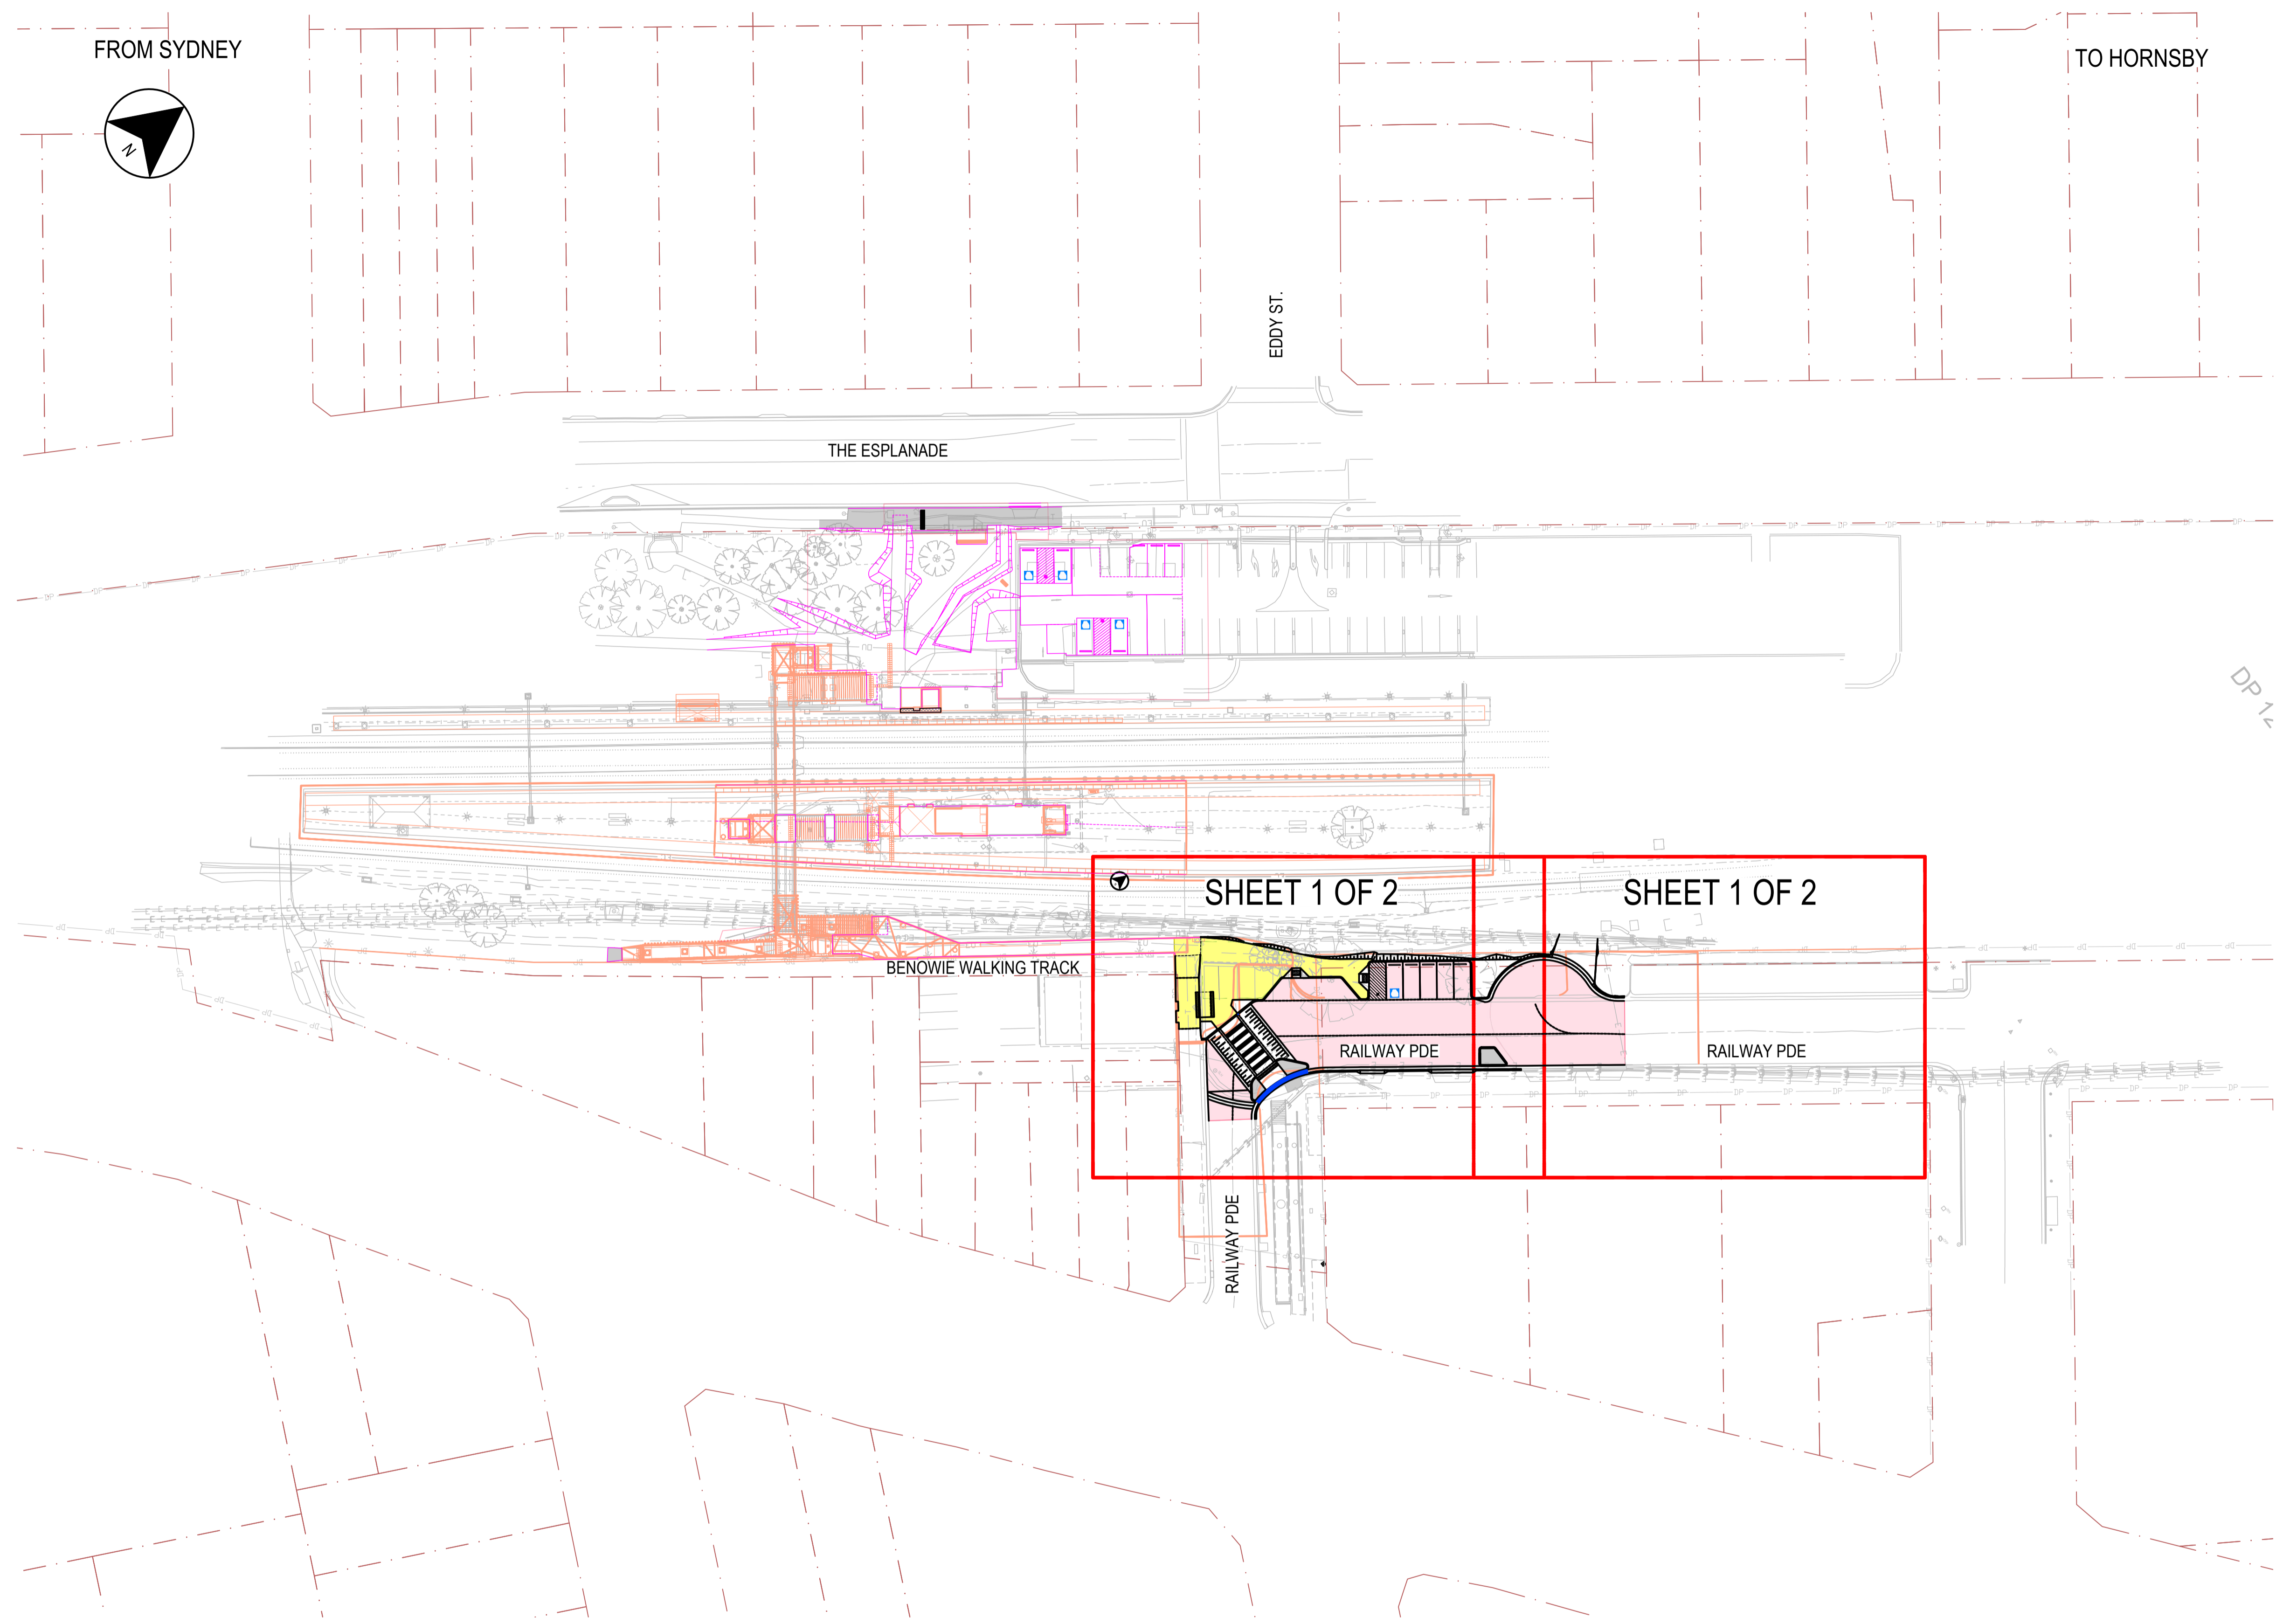 FROM SYDNEY
TO HORNSBY
N
EDDY ST.
THE ESPLANADE
DP 12
SHEET 1 OF 2
SHEET 1 OF 2
BENOWIE WALKING TRACK
RAILWAY PDE
RAILWAY PDE
RAILWAY PDE